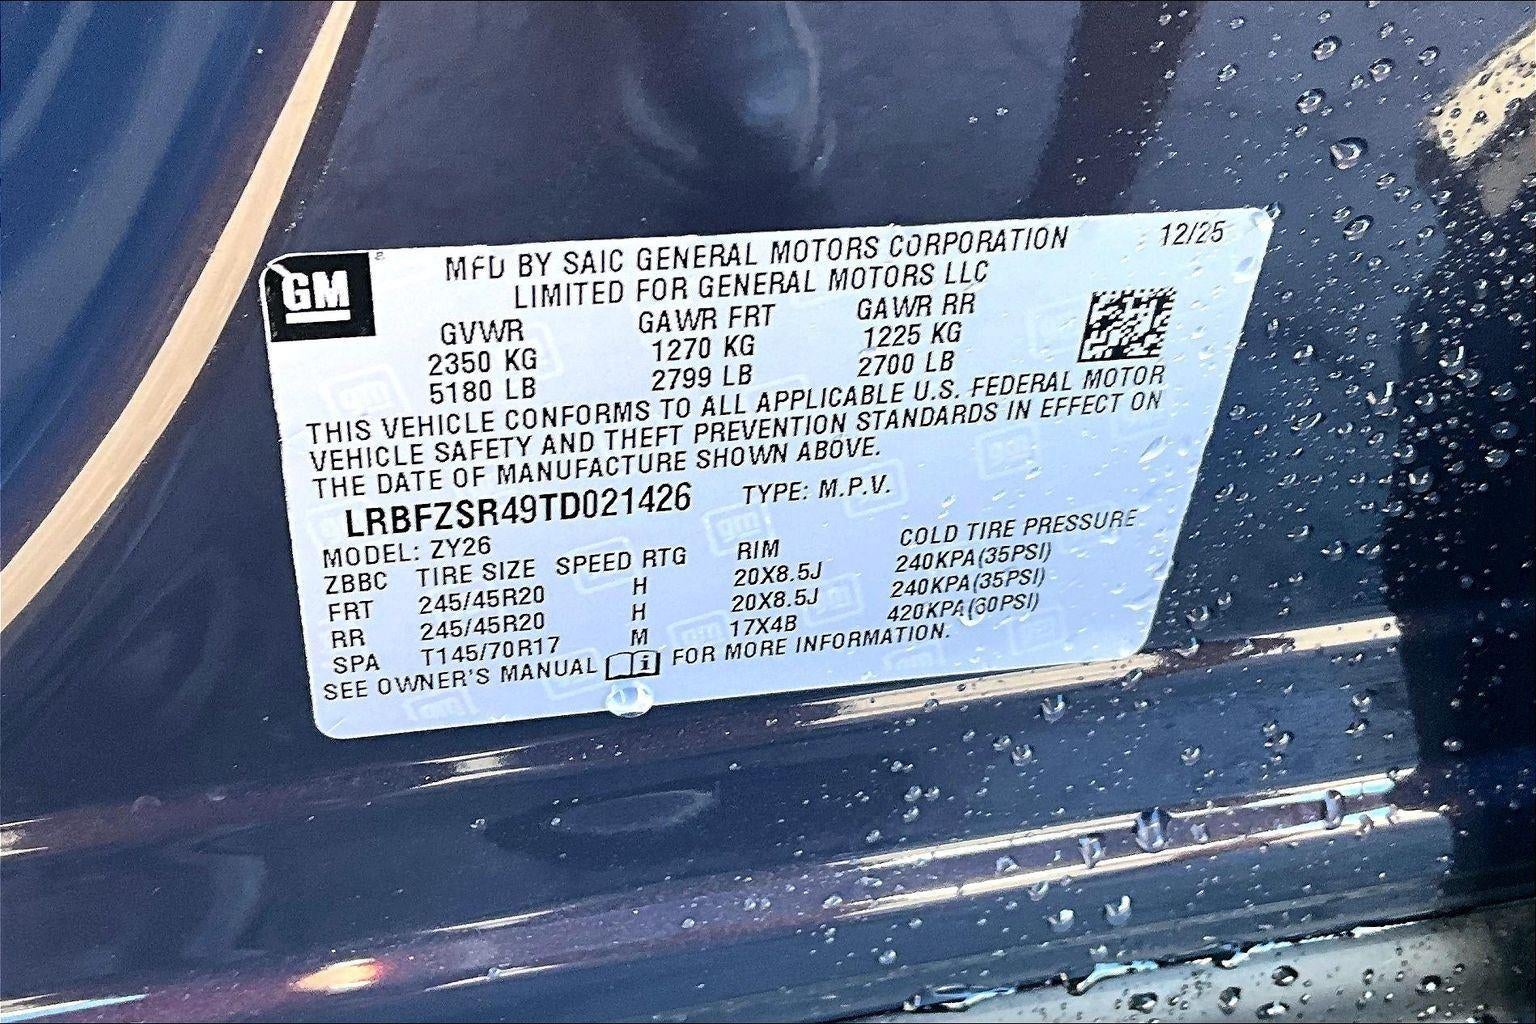 GM
MFD BY SAIC GENERAL MOTORS CORPORATION 12/25
LIMITED FOR GENERAL MOTORS LLC
GVWR GAWR FRT GAWR RR
2350 KG 1270 KG 1225 KG
5180 LB 2799 LB 2700 LB
THIS VEHICLE CONFORMS TO ALL APPLICABLE U.S. FEDERAL MOTOR
VEHICLE SAFETY AND THEFT PREVENTION STANDARDS IN EFFECT ON
THE DATE OF MANUFACTURE SHOWN ABOVE.
LRBFZSR49TD021426 TYPE: M.P.V.
MODEL: ZY26
ZBBC TIRE SIZE SPEED RTG RIM COLD TIRE PRESSURE
FRT 245/45R20 H 20X8.5J 240KPA(35PSI)
RR 245/45R20 H 20X8.5J 240KPA(35PSI)
SPA T145/70R17 M 17X4B 420KPA(60PSI)
SEE OWNER'S MANUAL FOR MORE INFORMATION.